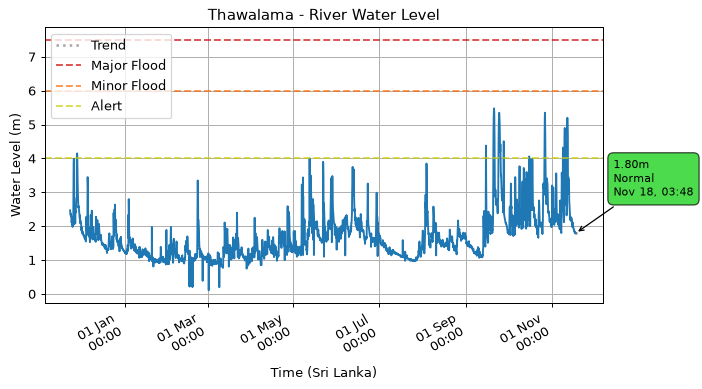 Thawalama - River Water Level
Trend
Major Flood
Minor Flood
Alert
7
6
5
4
3
2
1
0
Water Level (m)
1.80m
Normal
Nov 18, 03:48
01 Jan
00:00
01 Mar
00:00
01 May
00:00
01 Jul
00:00
01 Sep
00:00
01 Nov
00:00
Time (Sri Lanka)